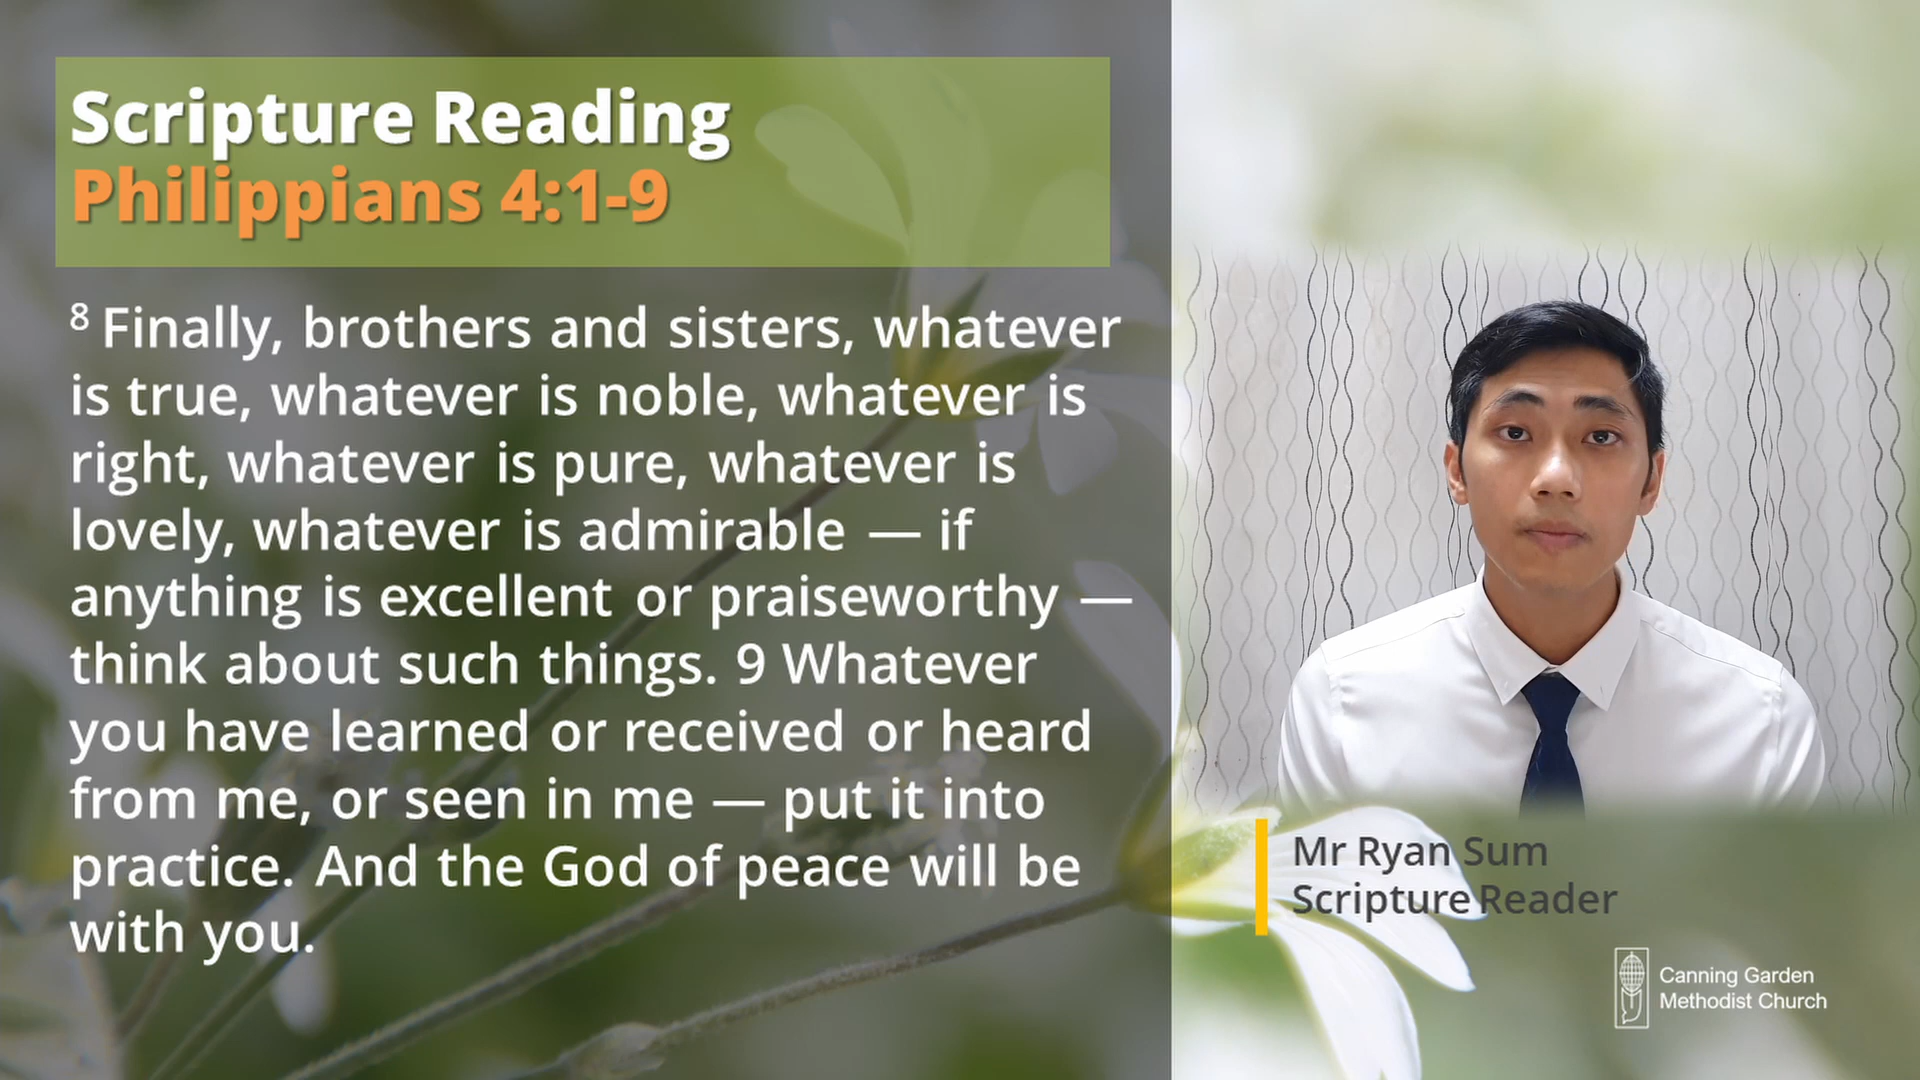 Scripture Reading
Philippians 4:1-9
8 Finally, brothers and sisters, whatever
is true, whatever is noble, whatever is
right, whatever is pure, whatever is
lovely, whatever is admirable — if
anything is excellent or praiseworthy —
think about such things. 9 Whatever
you have learned or received or heard
from me, or seen in me — put it into
practice. And the God of peace will be
with you.
Mr Ryan Sum
Scripture Reader
Canning Garden
Methodist Church